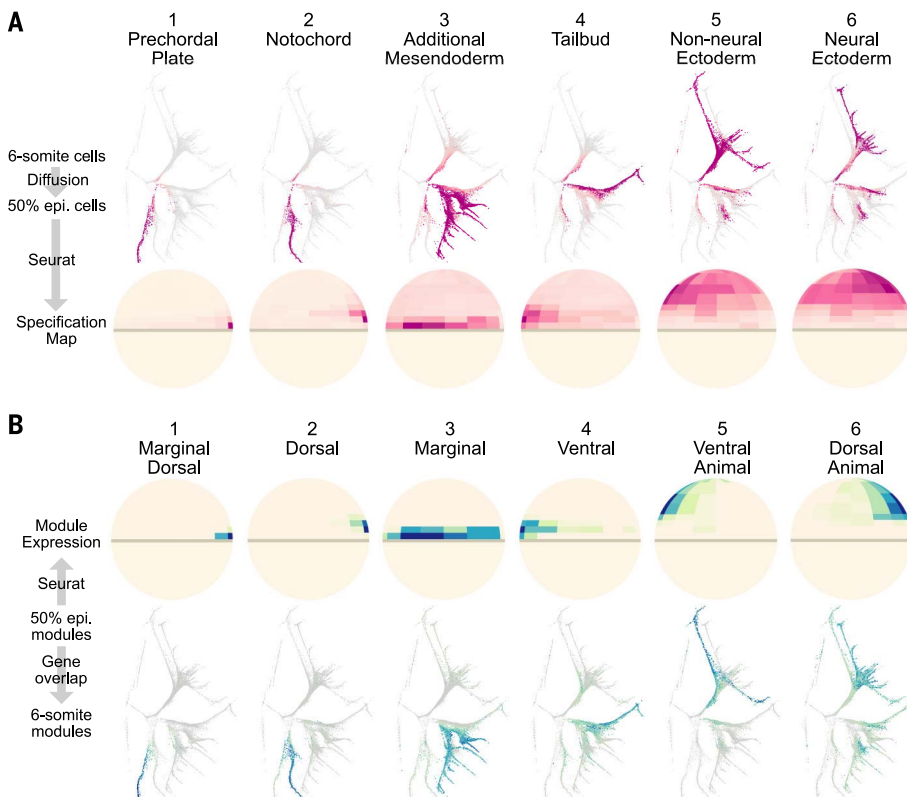 A
1
Prechordal
Plate
2
Notochord
3
Additional
Mesendoderm
4
Tailbud
5
Non-neural
Ectoderm
6
Neural
Ectoderm
6-somite cells
Diffusion
50% epi. cells
Seurat
Specification
Map
B
1
Marginal
Dorsal
2
Dorsal
3
Marginal
4
Ventral
5
Ventral
Animal
6
Dorsal
Animal
Module
Expression
Seurat
50% epi.
modules
Gene
overlap
6-somite
modules